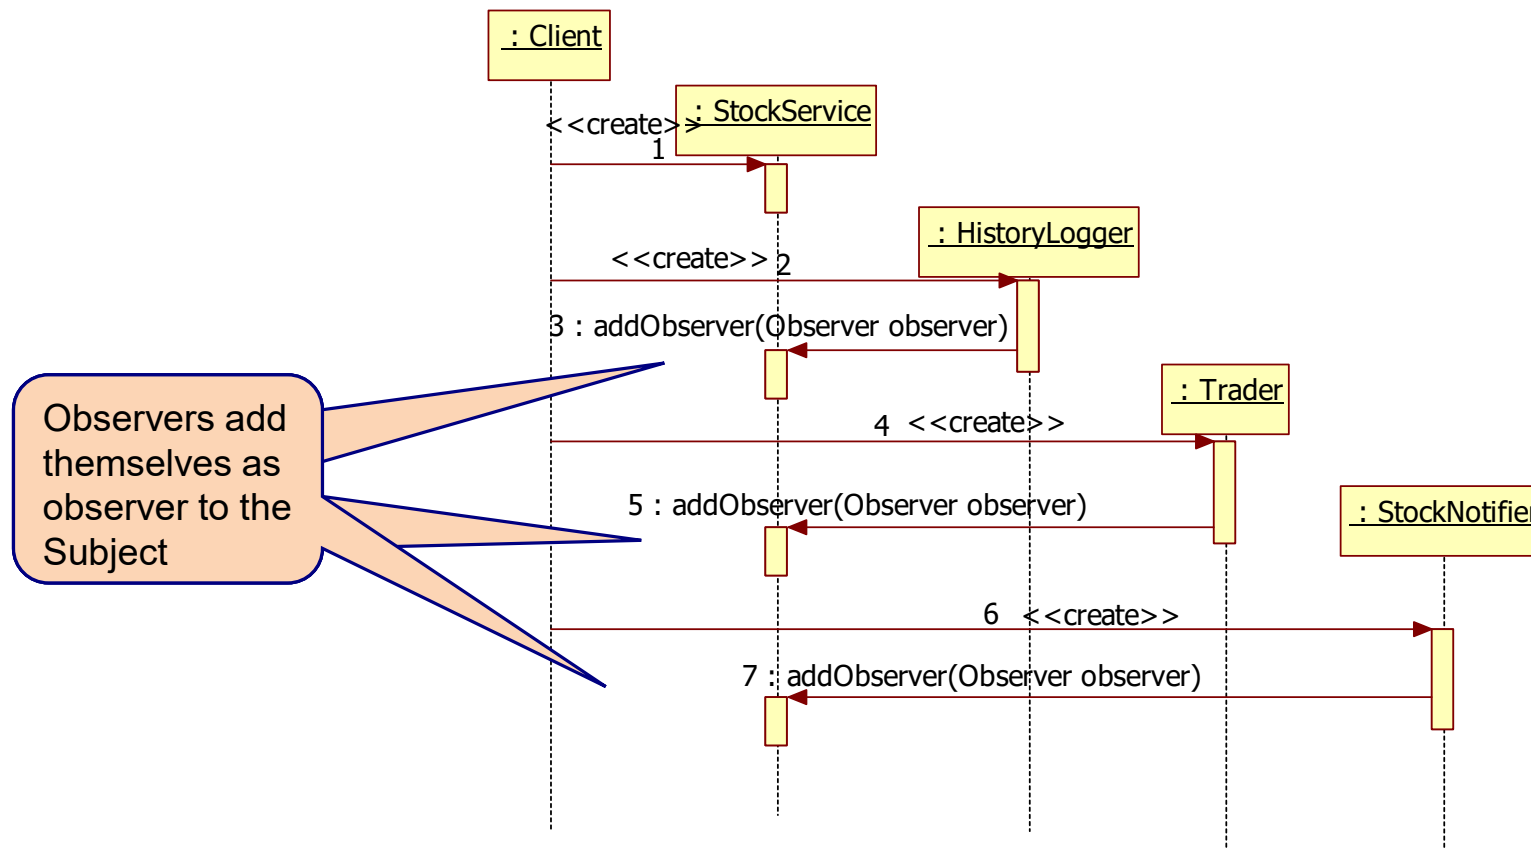 : Client
: StockService
<<create>>
1
: HistoryLogger
<<create>>
2
3 : addObserver(Observer observer)
: Trader
Observers add
themselves as
observer to the
Subject
4 <<create>>
5 : addObserver(Observer observer)
: StockNotifier
6 <<create>>
7 : addObserver(Observer observer)